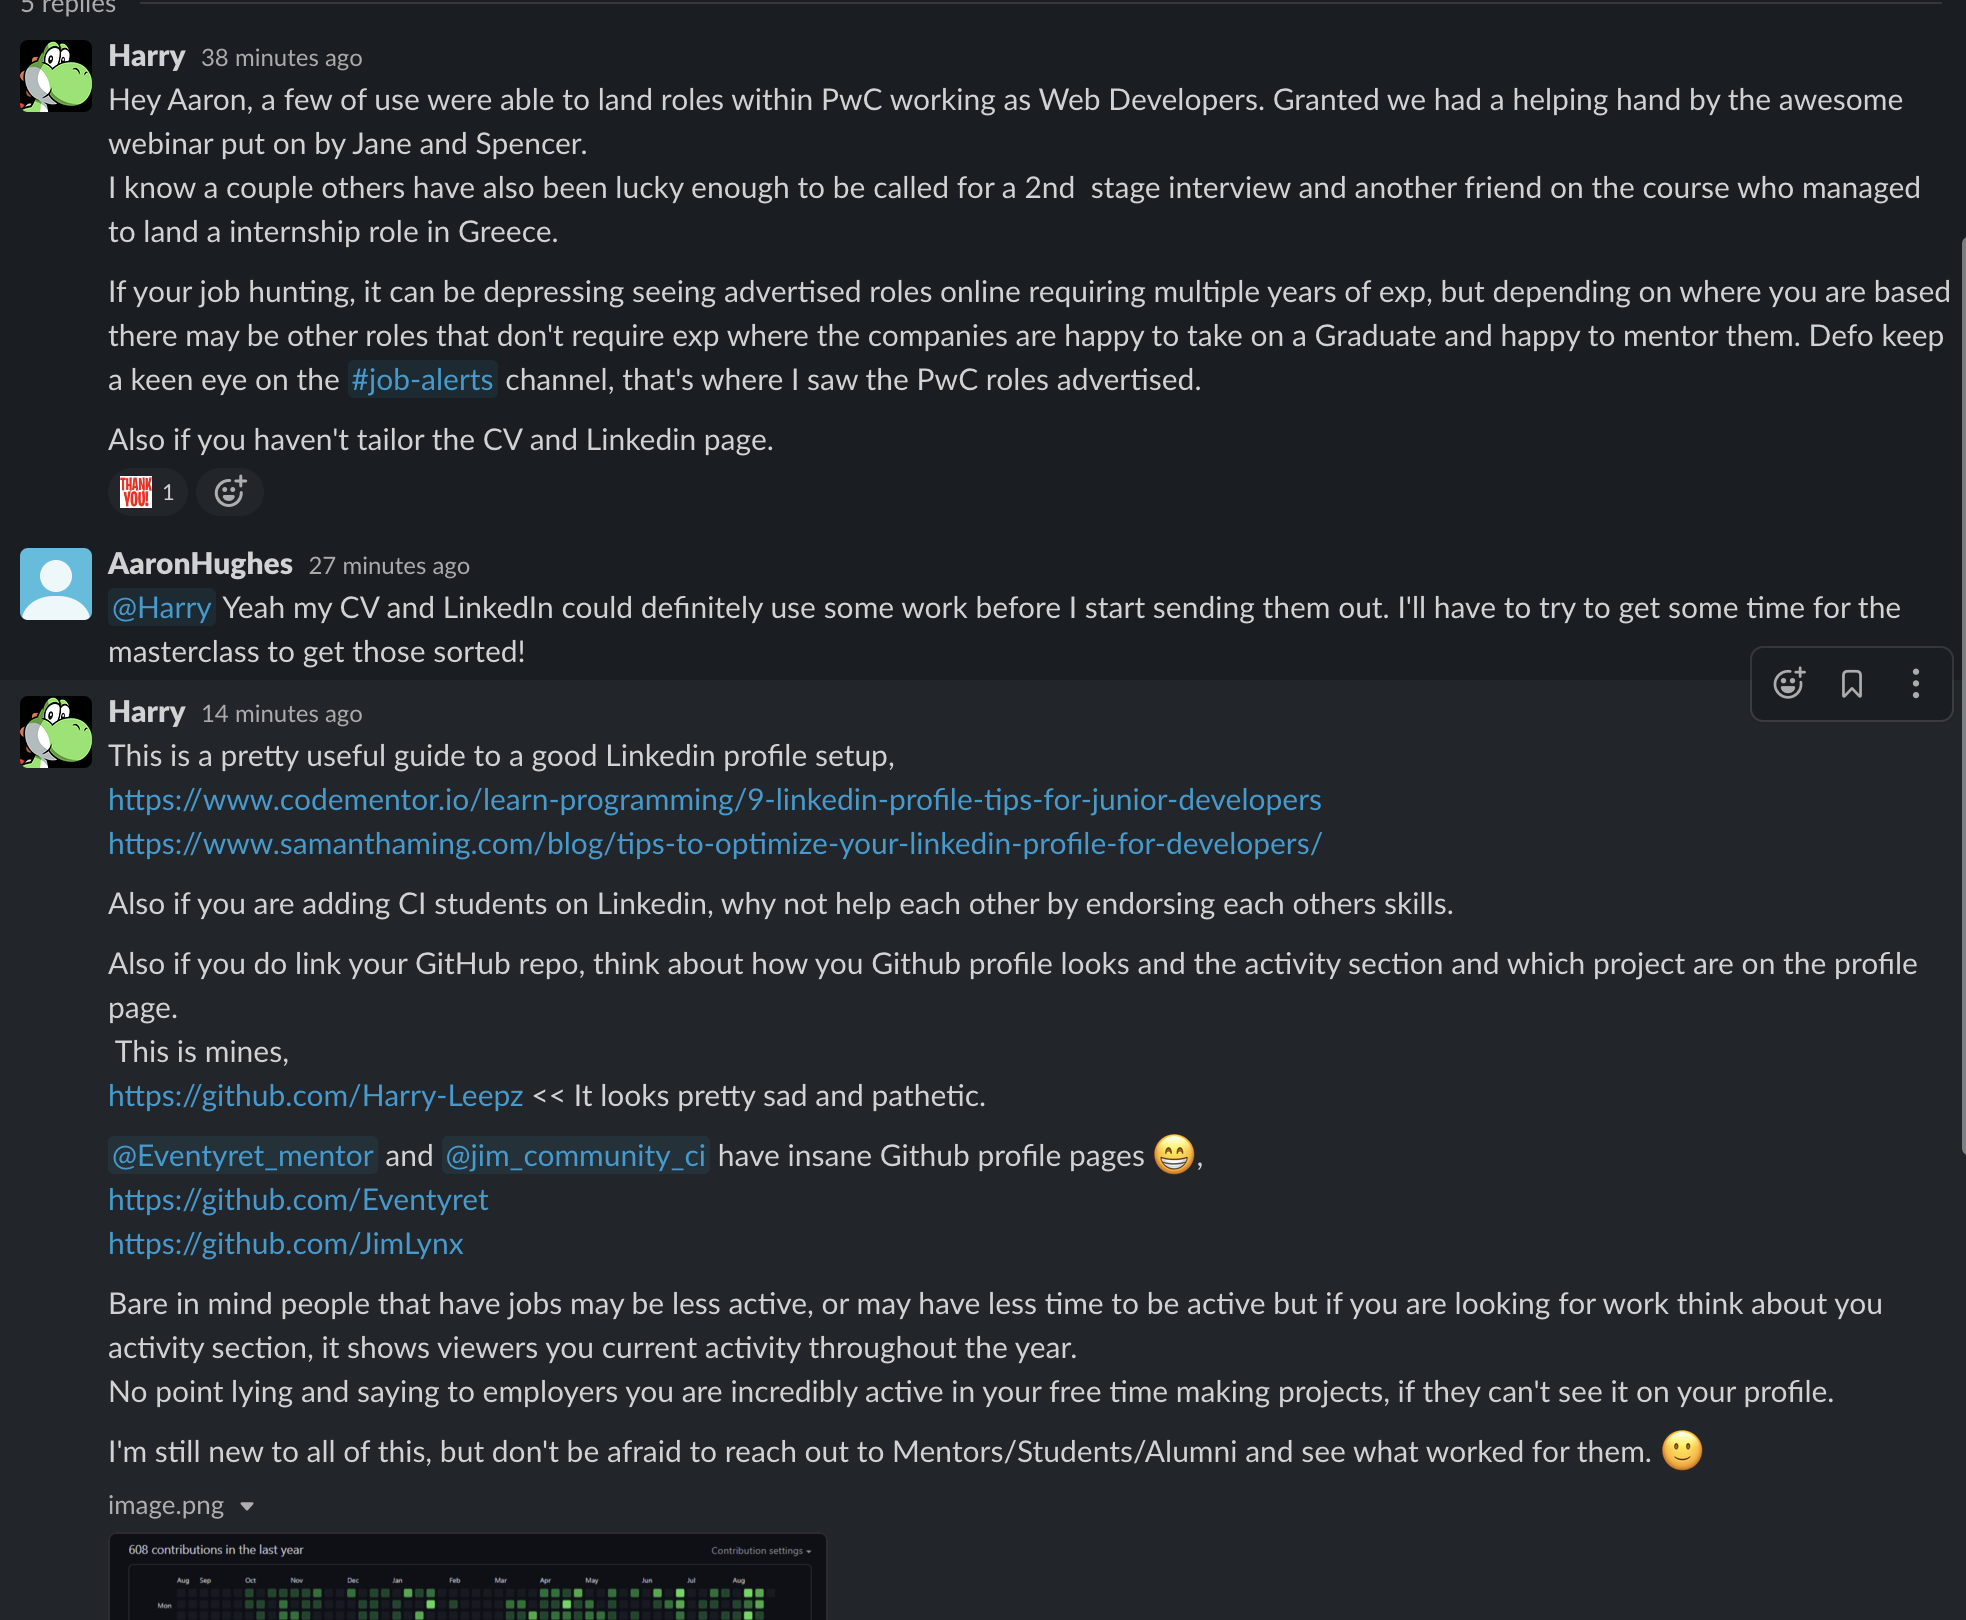 5 replies
Harry 38 minutes ago
Hey Aaron, a few of use were able to land roles within PwC working as Web Developers. Granted we had a helping hand by the awesome
webinar put on by Jane and Spencer.
I know a couple others have also been lucky enough to be called for a 2nd  stage interview and another friend on the course who managed
to land a internship role in Greece.
If your job hunting, it can be depressing seeing advertised roles online requiring multiple years of exp, but depending on where you are based
there may be other roles that don't require exp where the companies are happy to take on a Graduate and happy to mentor them. Defo keep
a keen eye on the #job-alerts channel, that's where I saw the PwC roles advertised.
Also if you haven't tailor the CV and Linkedin page.
THANK
YOU! 1
AaronHughes 27 minutes ago
@Harry Yeah my CV and LinkedIn could definitely use some work before I start sending them out. I'll have to try to get some time for the
masterclass to get those sorted!
Harry 14 minutes ago
This is a pretty useful guide to a good Linkedin profile setup,
https://www.codementor.io/learn-programming/9-linkedin-profile-tips-for-junior-developers
https://www.samanthaming.com/blog/tips-to-optimize-your-linkedin-profile-for-developers/
Also if you are adding CI students on Linkedin, why not help each other by endorsing each others skills.
Also if you do link your GitHub repo, think about how you Github profile looks and the activity section and which project are on the profile
page.
This is mines,
https://github.com/Harry-Leepz << It looks pretty sad and pathetic.
@Eventyret_mentor and @jim_community_ci have insane Github profile pages 😁,
https://github.com/Eventyret
https://github.com/JimLynx
Bare in mind people that have jobs may be less active, or may have less time to be active but if you are looking for work think about you
activity section, it shows viewers you current activity throughout the year.
No point lying and saying to employers you are incredibly active in your free time making projects, if they can't see it on your profile.
I'm still new to all of this, but don't be afraid to reach out to Mentors/Students/Alumni and see what worked for them. 🙂
image.png
608 contributions in the last year Contribution settings
Aug Sep Oct Nov Dec Jan Feb Mar Apr May Jun Jul Aug
Mon